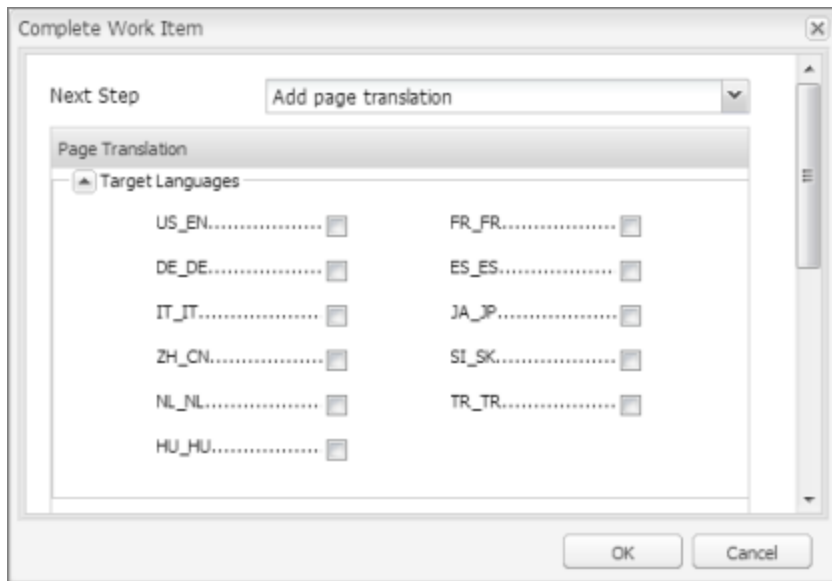 Complete Work Item
Next Step Add page translation
Page Translation
Target Languages
US_EN.................. FR_FR..................
DE_DE.................. ES_ES..................
IT_IT................... JA_JP...................
ZH_CN.................. SI_SK...................
NL_NL.................. TR_TR..................
HU_HU.................
OK Cancel